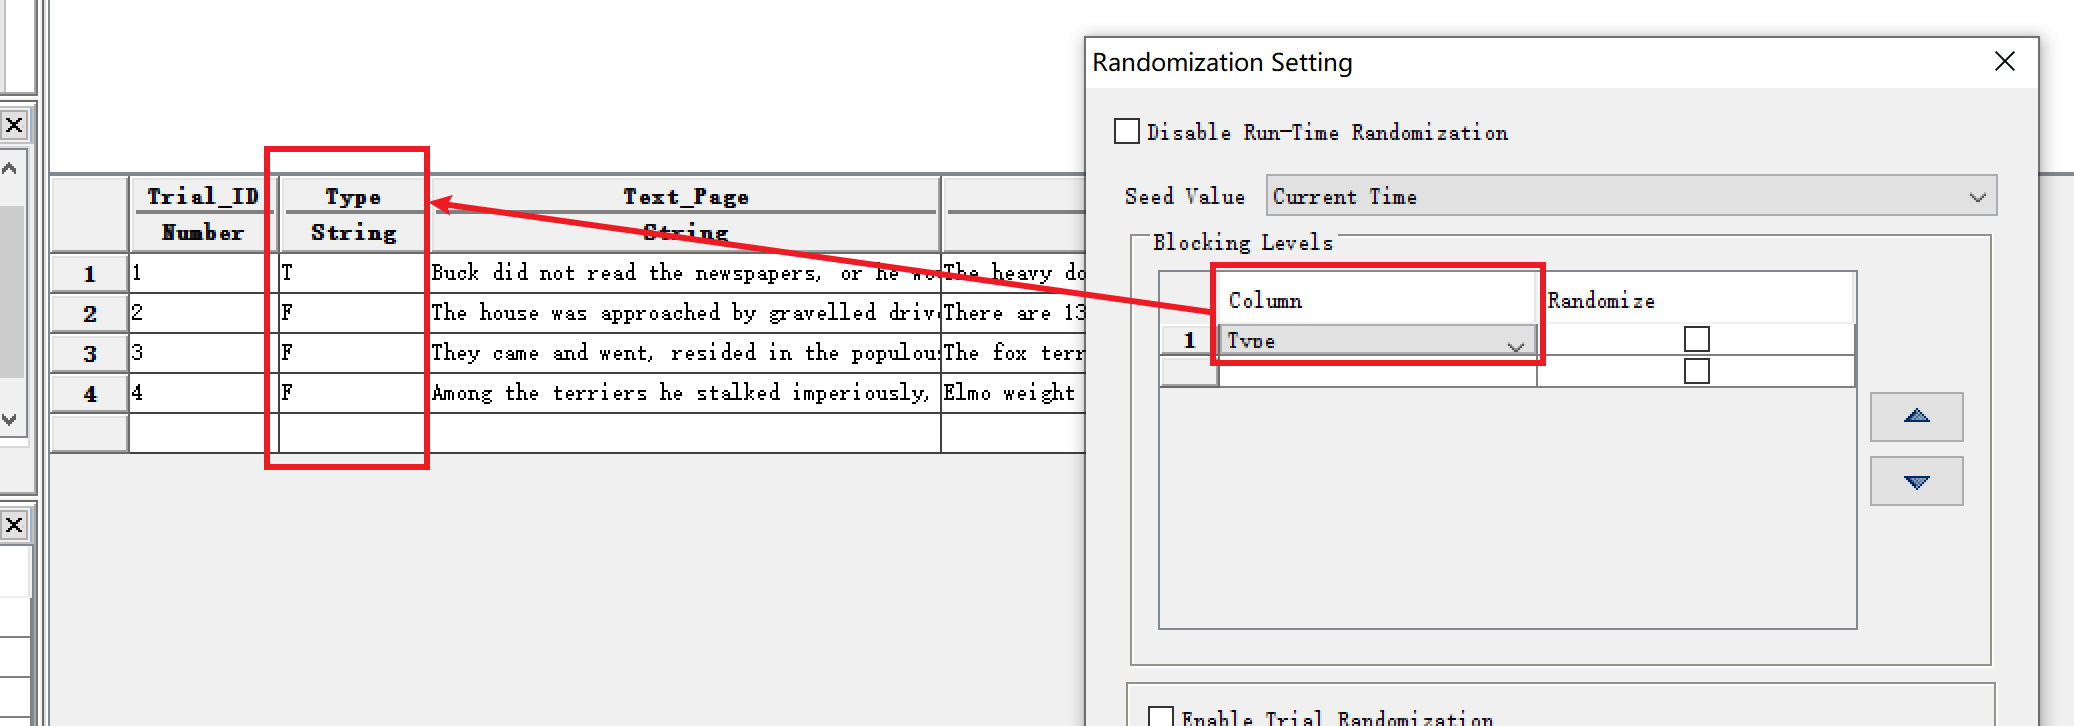 Randomization Setting
Disable Run-Time Randomization
Seed Value Current Time
Blocking Levels
Column Randomize
1 Type
Enable Trial Randomization
Trial_ID Type Text_Page
Number String String
1 1 T Buck did not read the newspapers, or he wo The heavy do
2 2 F The house was approached by gravelled driv There are 13
3 3 F They came and went, resided in the populou The fox terr
4 4 F Among the terriers he stalked imperiously, Elmo weight